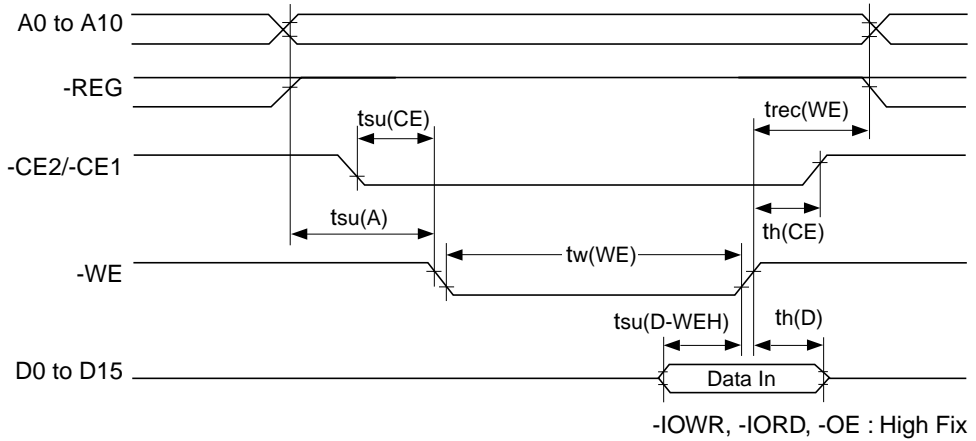 A0 to A10
-REG
tsu(CE)
trec(WE)
-CE2/-CE1
tsu(A)
th(CE)
-WE
tw(WE)
tsu(D-WEH)
th(D)
D0 to D15
Data In
-IOWR, -IORD, -OE : High Fix